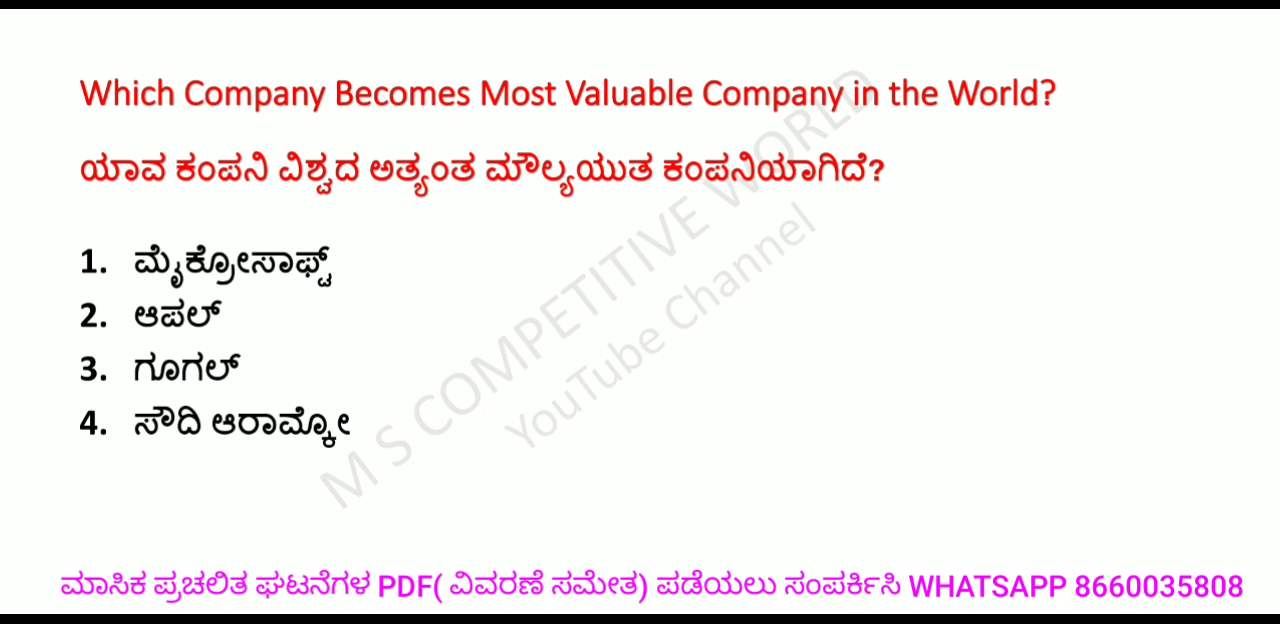 Which Company Becomes Most Valuable Company in the World?
ಯಾವ ಕಂಪನಿ ವಿಶ್ವದ ಅತ್ಯಂತ ಮೌಲ್ಯಯುತ ಕಂಪನಿಯಾಗಿದೆ?
1. ಮೈಕ್ರೋಸಾಫ್ಟ್
2. ಆಪಲ್
3. ಗೂಗಲ್
4. ಸೌದಿ ಆರಾಮ್ಕೋ
M S COMPETITIVE WORLD
YouTube Channel
ಮಾಸಿಕ ಪ್ರಚಲಿತ ಘಟನೆಗಳ PDF( ವಿವರಣೆ ಸಮೇತ) ಪಡೆಯಲು ಸಂಪರ್ಕಿಸಿ WHATSAPP 8660035808